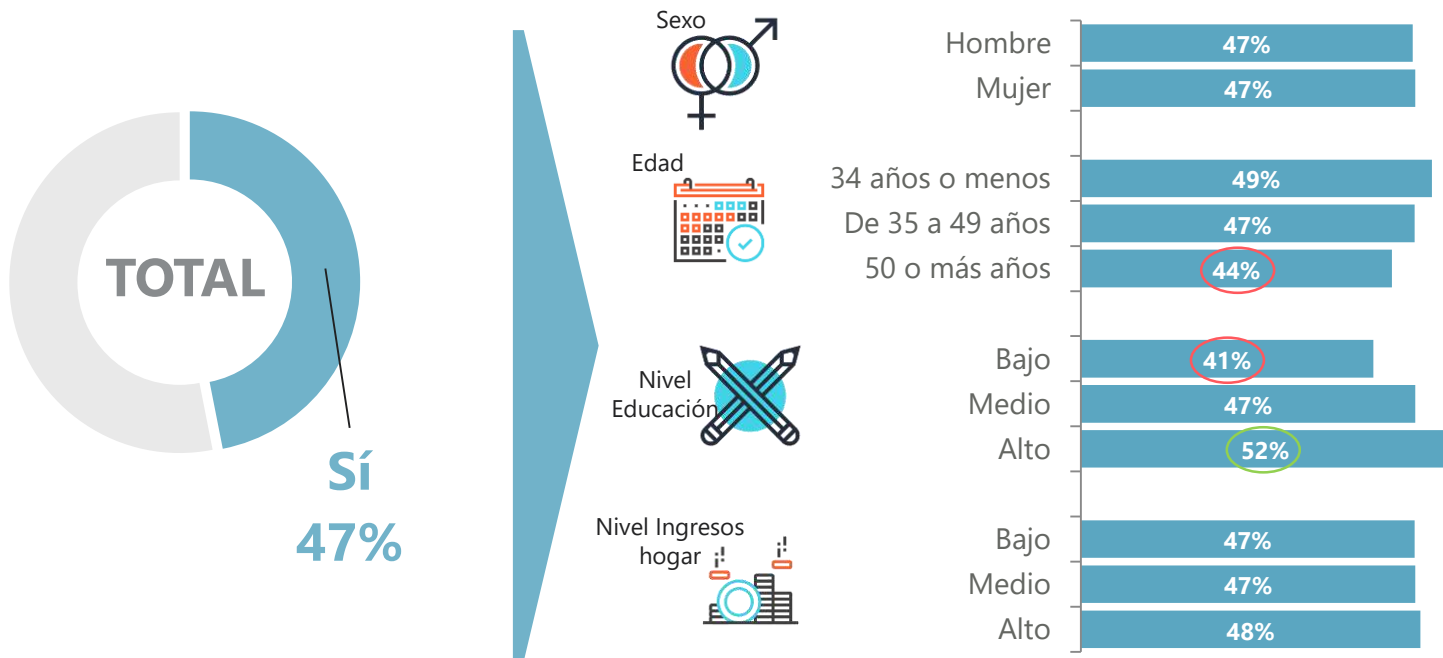 TOTAL
Sí
47%
Sexo
Hombre 47%
Mujer 47%
Edad
34 años o menos 49%
De 35 a 49 años 47%
50 o más años 44%
Nivel
Educación
Bajo 41%
Medio 47%
Alto 52%
Nivel Ingresos
hogar
Bajo 47%
Medio 47%
Alto 48%